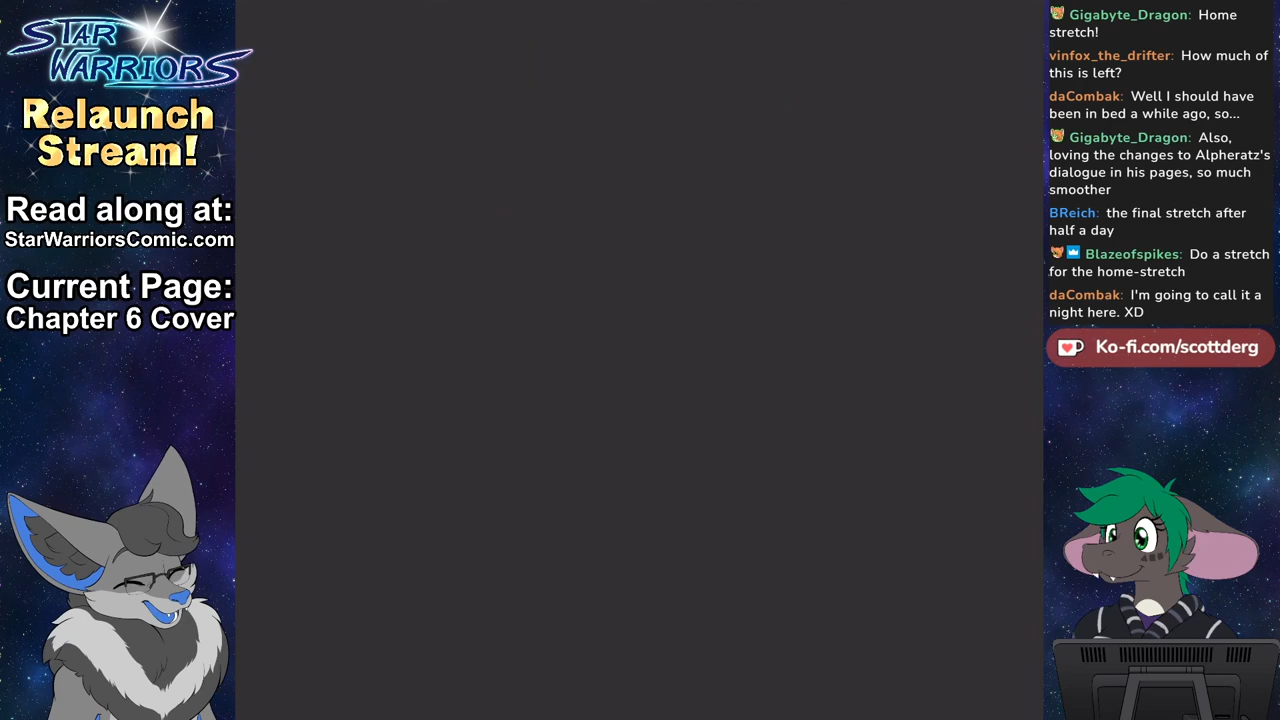 STAR
WARRIORS
Relaunch
Stream!
Read along at:
StarWarriorsComic.com
Current Page:
Chapter 6 Cover
Gigabyte_Dragon: Home
stretch!
vinfox_the_drifter: How much of
this is left?
daCombak: Well I should have
been in bed a while ago, so...
Gigabyte_Dragon: Also,
loving the changes to Alpheratz's
dialogue in his pages, so much
smoother
BReich: the final stretch after
half a day
Blazeofspikes: Do a stretch
for the home-stretch
daCombak: I'm going to call it a
night here. XD
Ko-fi.com/scottderg